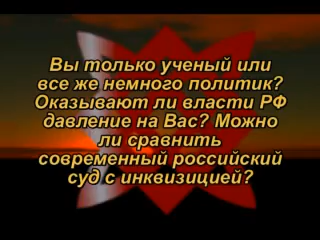 Вы только ученый или
все же немного политик?
Оказывают ли власти РФ
давление на Вас? Можно
ли сравнить
современный российский
суд с инквизицией?